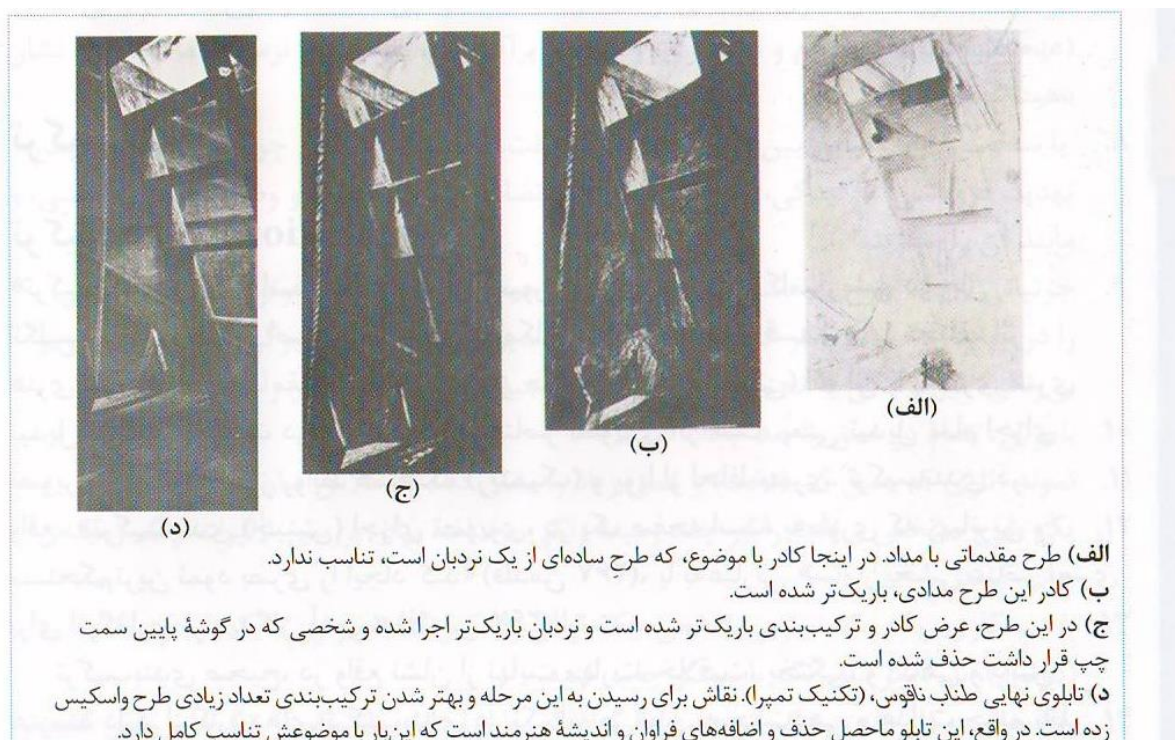 (الف)
(ب)
(ج)
(د)
الف) طرح مقدماتی با مداد. در اینجا کادر با موضوع، که طرح ساده‌ای از یک نردبان است، تناسب ندارد.
ب) کادر این طرح مدادی، باریک‌تر شده است.
ج) در این طرح، عرض کادر و ترکیب‌بندی باریک‌تر شده است و نردبان باریک‌تر اجرا شده و شخصی که در گوشهٔ پایین سمت
چپ قرار داشت حذف شده است.
د) تابلوی نهایی طناب ناقوس، (تکنیک تمپرا). نقاش برای رسیدن به این مرحله و بهتر شدن ترکیب‌بندی تعداد زیادی طرح واسکیس
زده است. در واقع، این تابلو ماحصل حذف و اضافه‌های فراوان و اندیشهٔ هنرمند است که این‌بار با موضوعش تناسب کامل دارد.